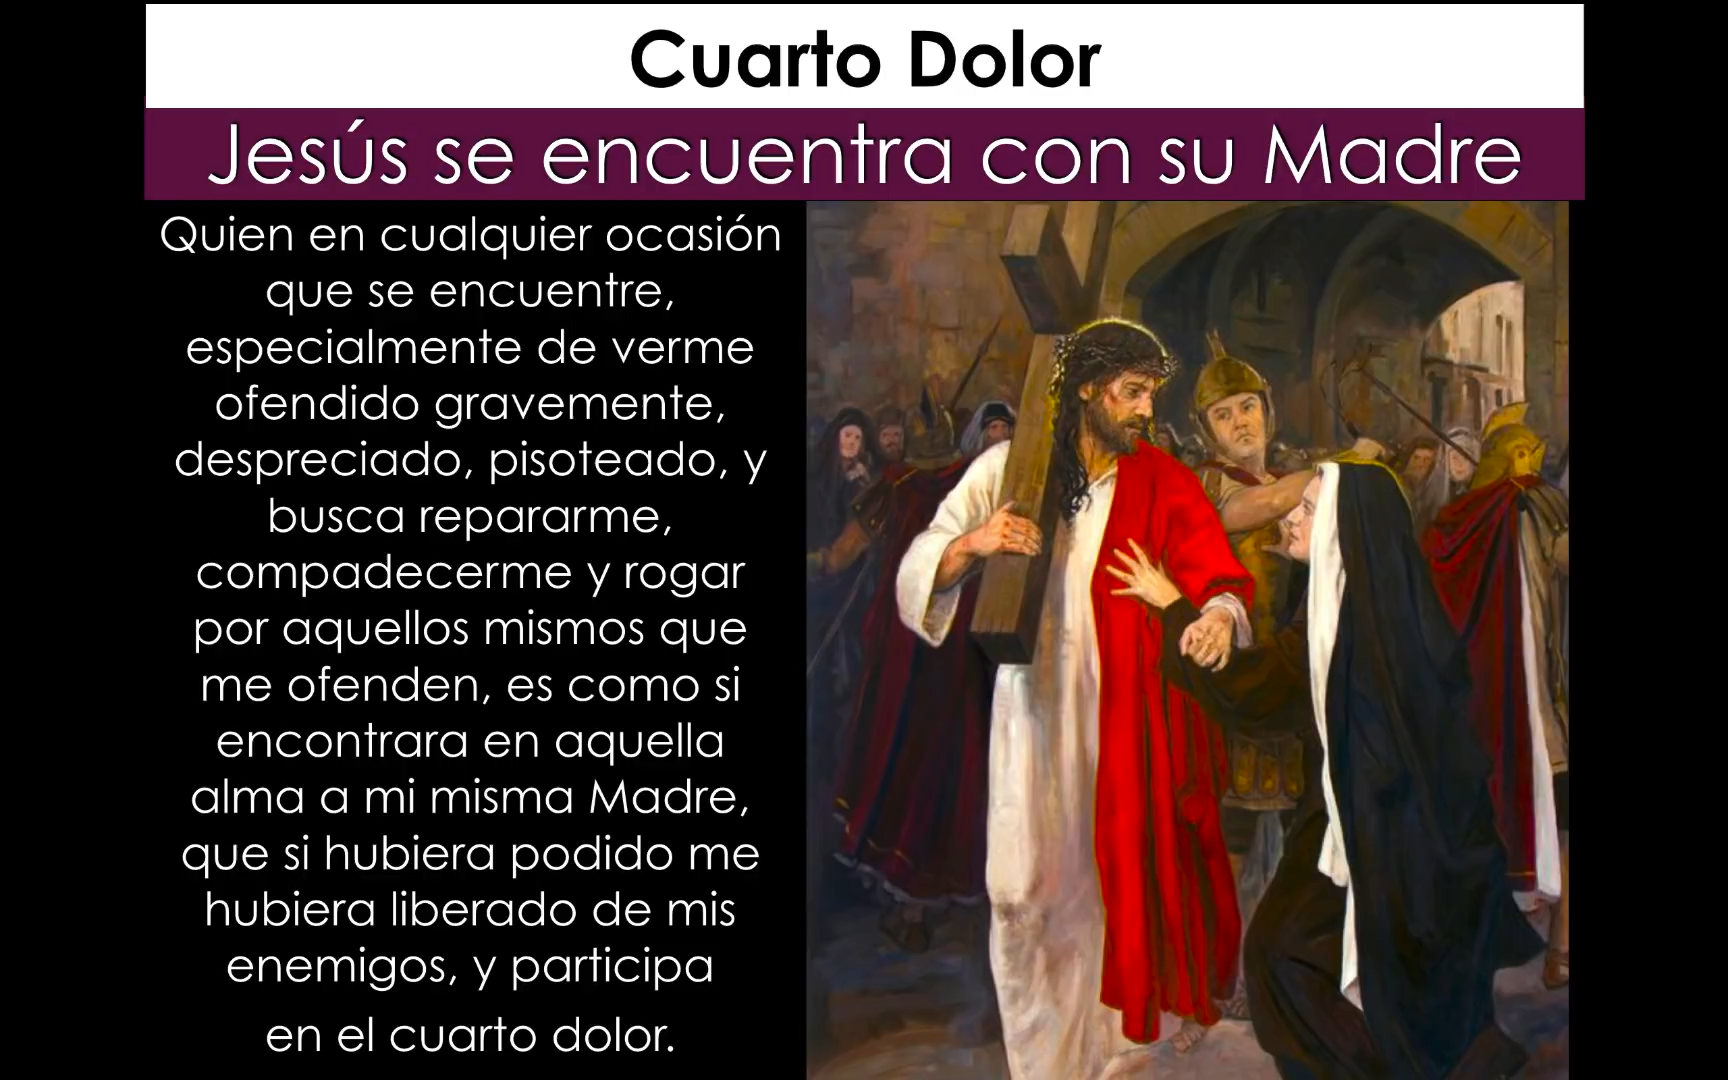 Cuarto Dolor
Jesús se encuentra con su Madre
Quien en cualquier ocasión
que se encuentre,
especialmente de verme
ofendido gravemente,
despreciado, pisoteado, y
busca repararme,
compadecerme y rogar
por aquellos mismos que
me ofenden, es como si
encontrara en aquella
alma a mi misma Madre,
que si hubiera podido me
hubiera liberado de mis
enemigos, y participa
en el cuarto dolor.